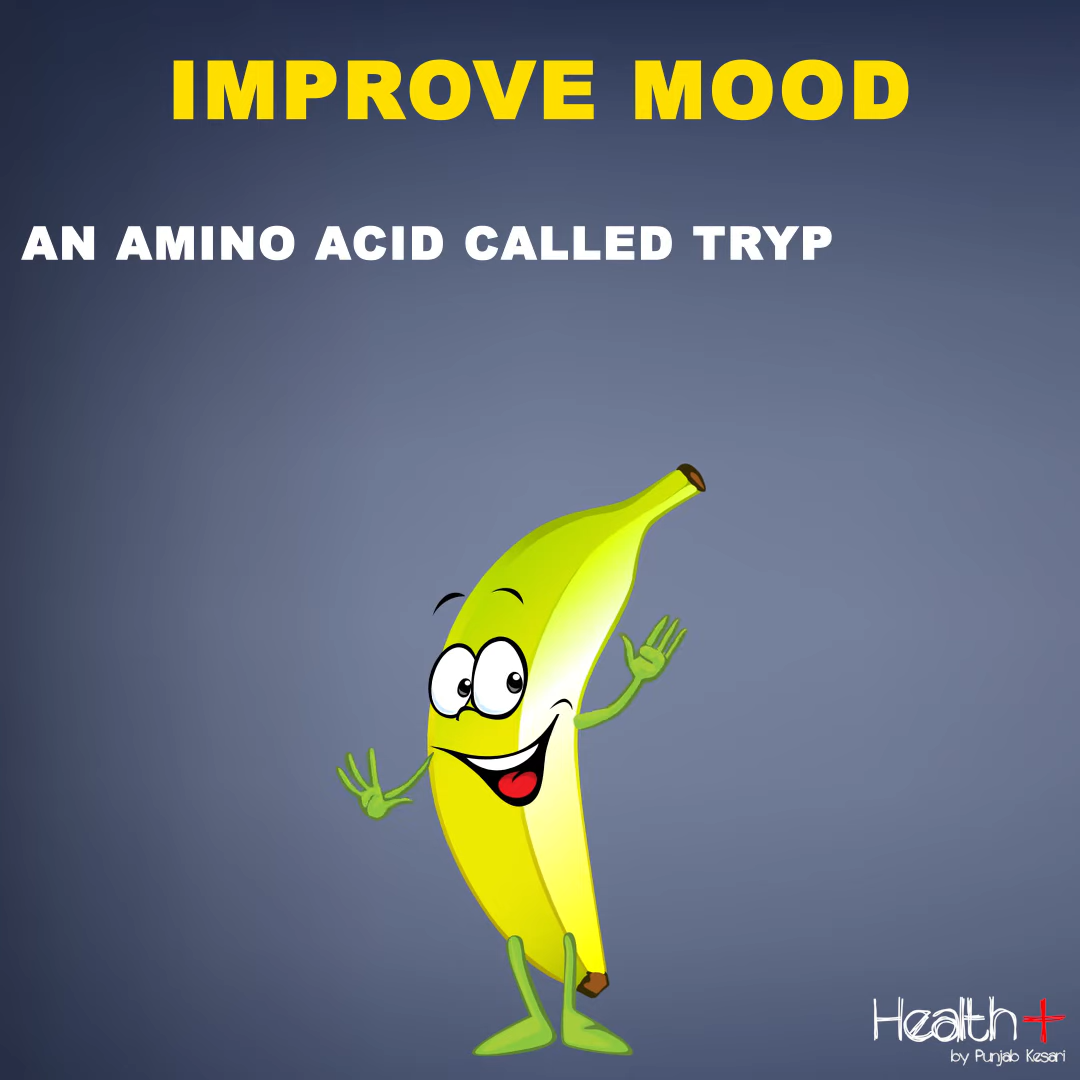 IMPROVE MOOD
AN AMINO ACID CALLED TRYP
Health+
by Punjab Kesari